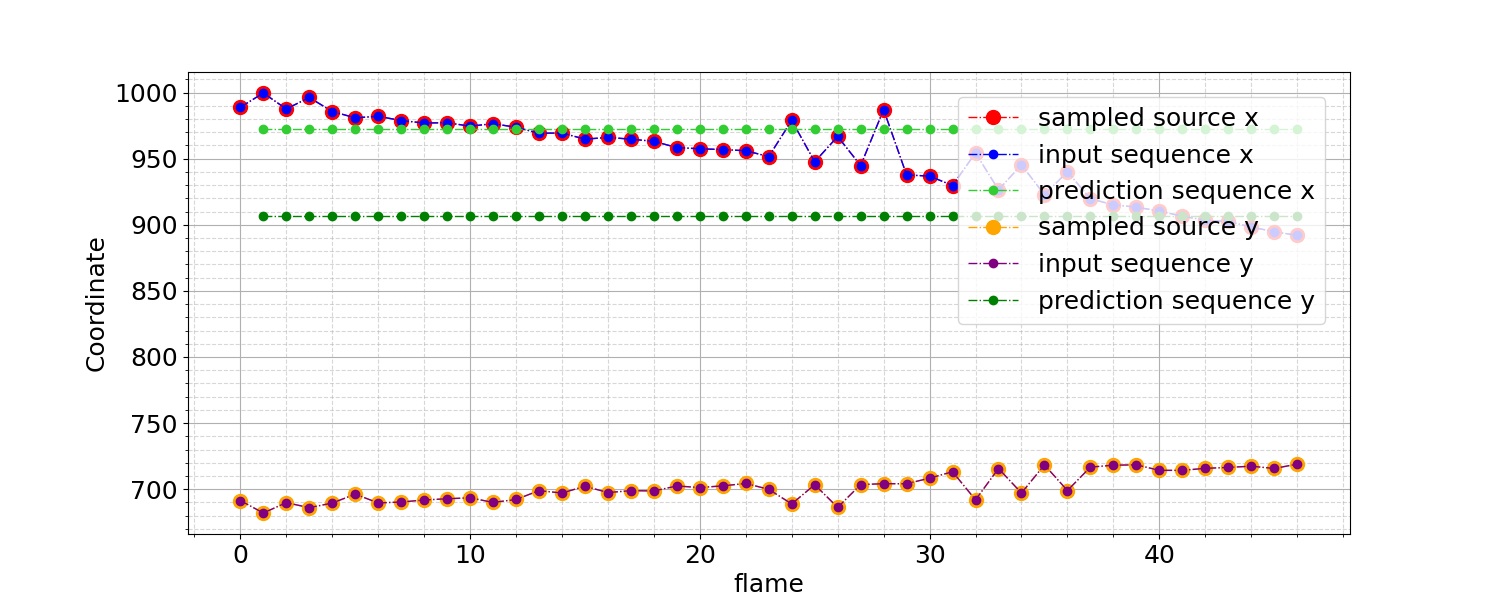 1000
950
900
850
800
750
700
Coordinate
sampled source x
input sequence x
prediction sequence x
sampled source y
input sequence y
prediction sequence y
0 10 20 30 40
flame